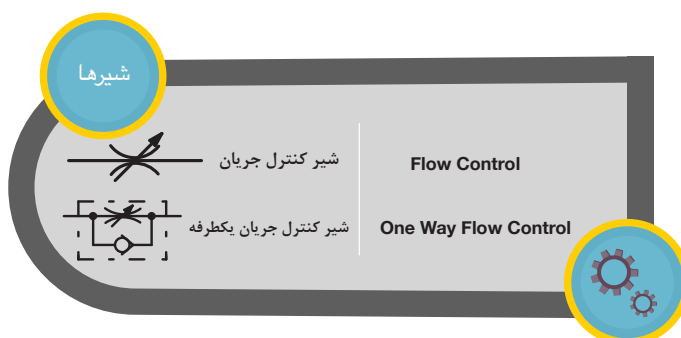 شیرها
شیر کنترل جریان
Flow Control
شیر کنترل جریان یکطرفه
One Way Flow Control